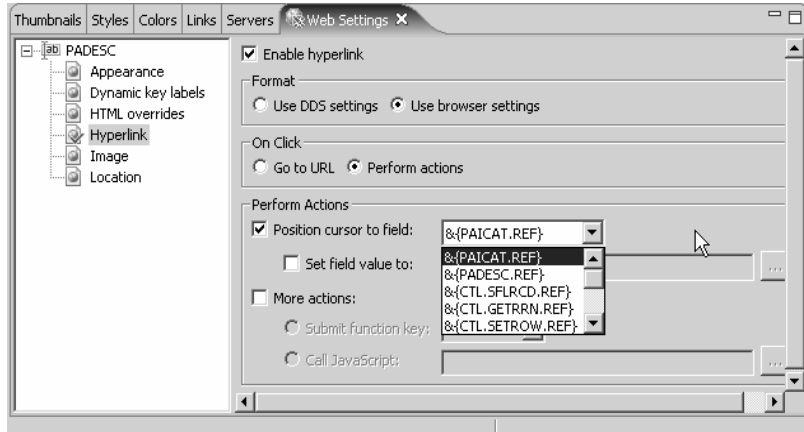 Thumbnails Styles Colors Links Servers Web Settings
PADESC
Appearance
Dynamic key labels
HTML overrides
Hyperlink
Image
Location
Enable hyperlink
Format
Use DDS settings Use browser settings
On Click
Go to URL Perform actions
Perform Actions
Position cursor to field: &{PAICAT.REF}
&{PAICAT.REF}
Set field value to: ...
&{PADESC.REF}
&{CTL.SFLRCD.REF}
More actions:
&{CTL.GETRRN.REF}
Submit function key: &{CTL.SETROW.REF}
Call JavaScript: ...